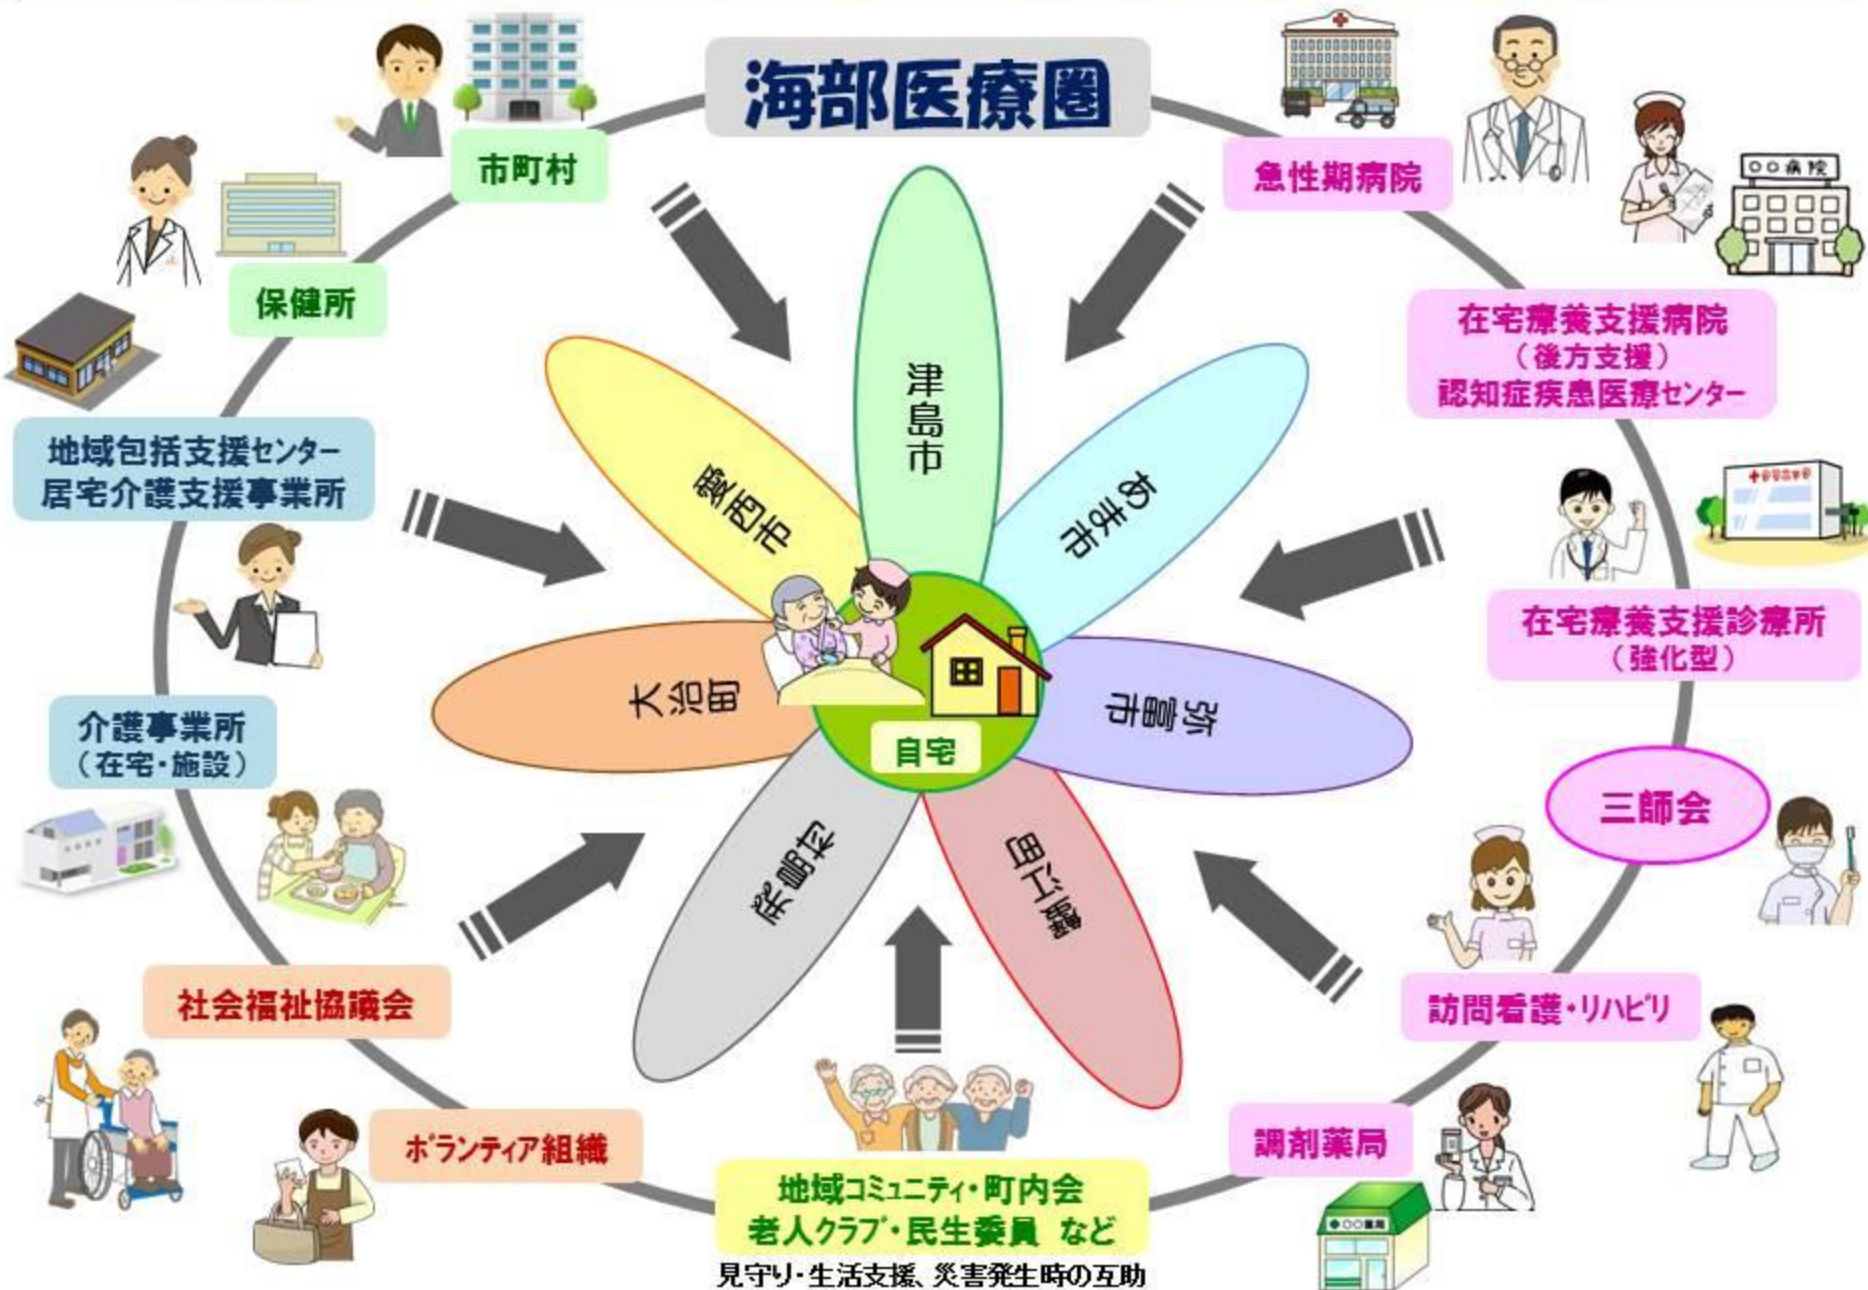 海部医療圏
市町村
急性期病院
○○病院
保健所
在宅療養支援病院
（後方支援）
認知症疾患医療センター
地域包括支援センター
居宅介護支援事業所
津島市
愛西市
あま市
在宅療養支援診療所
（強化型）
大治町
弥富市
介護事業所
（在宅・施設）
自宅
三師会
飛島村
蟹江町
社会福祉協議会
訪問看護・リハビリ
ボランティア組織
調剤薬局
地域コミュニティ・町内会
老人クラブ・民生委員 など
○○薬局
見守り・生活支援、災害発生時の互助